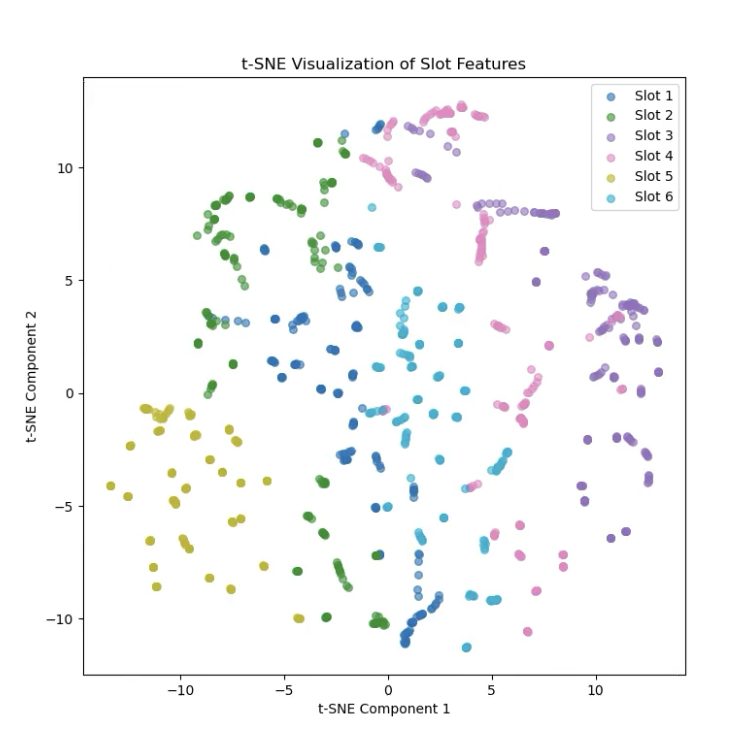 t-SNE Visualization of Slot Features
Slot 1
Slot 2
Slot 3
Slot 4
Slot 5
Slot 6
10
5
0
−5
−10
t-SNE Component 2
−10
−5
0
5
10
t-SNE Component 1